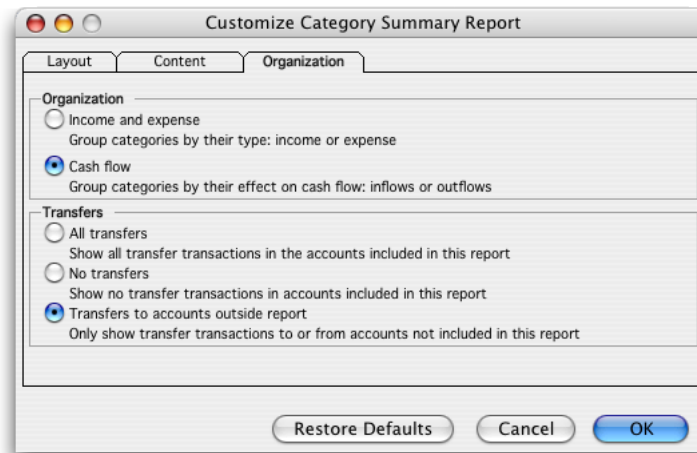 Customize Category Summary Report
Layout Content Organization
Organization
Income and expense
Group categories by their type: income or expense
Cash flow
Group categories by their effect on cash flow: inflows or outflows
Transfers
All transfers
Show all transfer transactions in the accounts included in this report
No transfers
Show no transfer transactions in accounts included in this report
Transfers to accounts outside report
Only show transfer transactions to or from accounts not included in this report
Restore Defaults Cancel OK